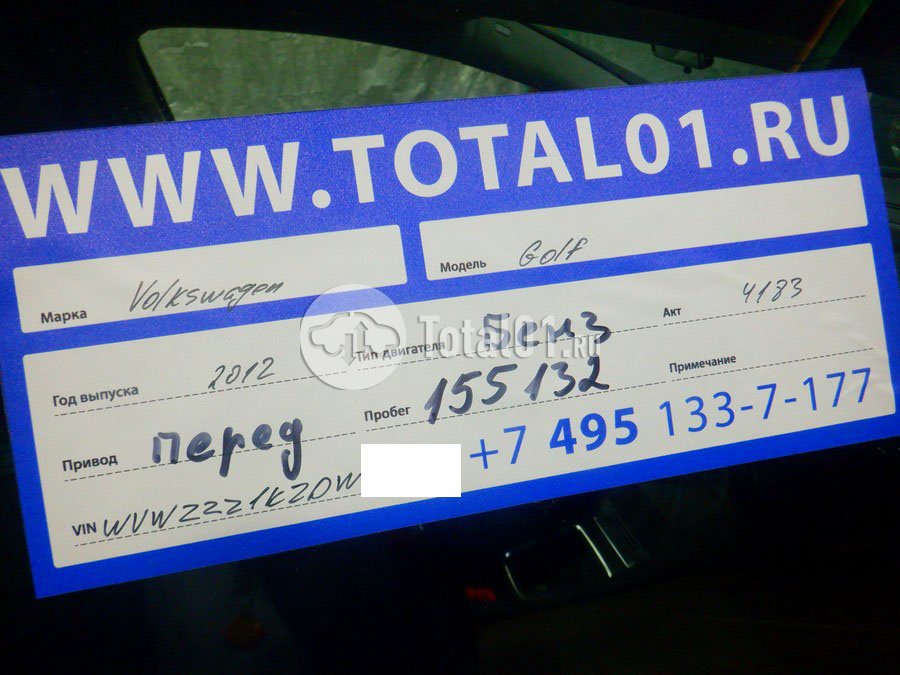 WWW.TOTAL01.RU
Марка Volkswagen Модель Golf
Год выпуска 2012 Тип двигателя Бенз Акт 4183
Привод перед Пробег 155132 Примечание
VIN WVWZZZ1KZDW +7 495 133-7-177
Total01.RU